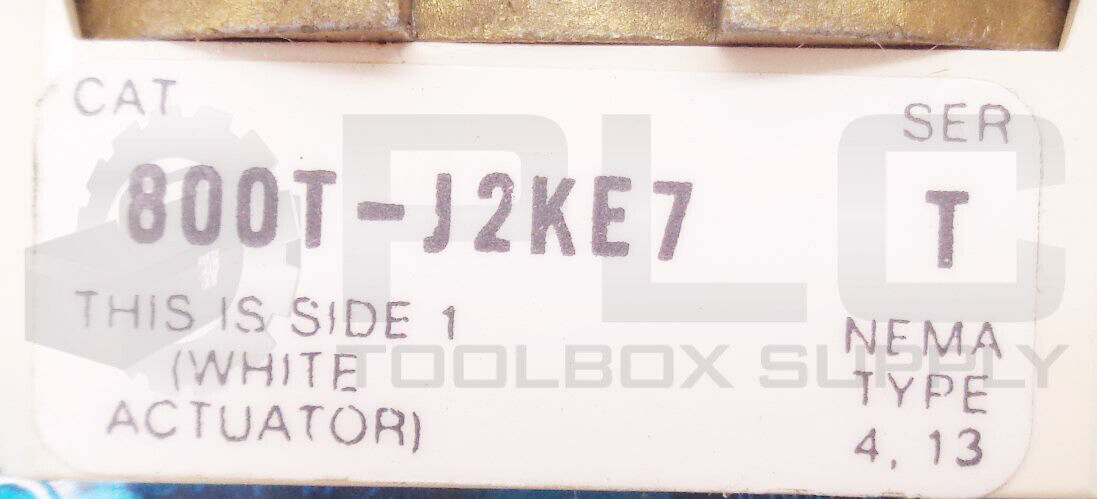 CAT
SER
800T-J2KE7
T
THIS IS SIDE 1
(WHITE
ACTUATOR)
NEMA
TYPE
4, 13
PLC
TOOLBOX SUPPLY